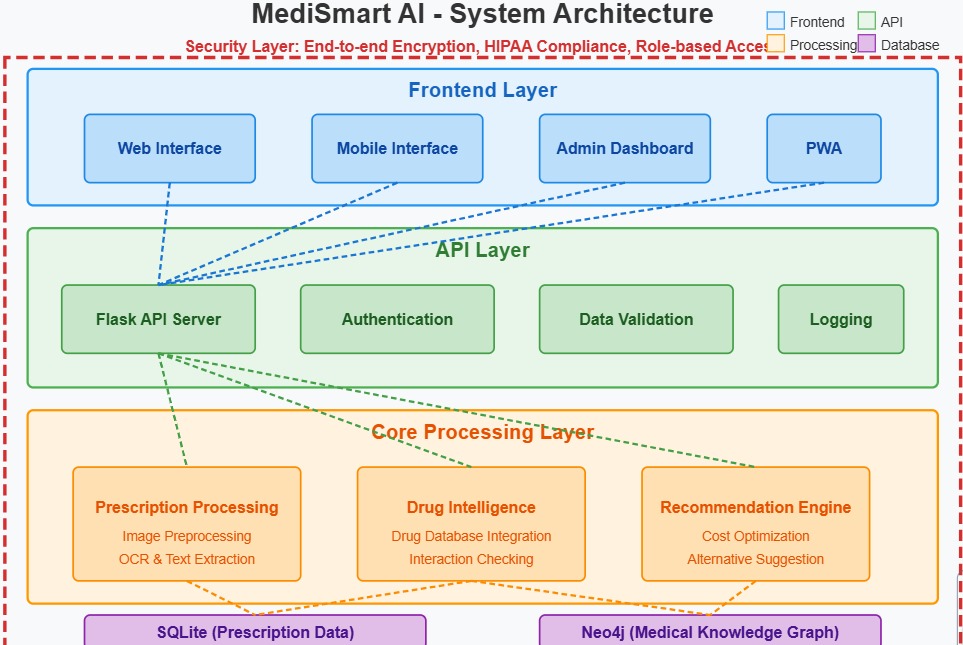 MediSmart AI - System Architecture
Frontend
API
Security Layer: End-to-end Encryption, HIPAA Compliance, Role-based
Processing
Database
Frontend Layer
Web Interface
Mobile Interface
Admin Dashboard
PWA
API Layer
Flask API Server
Authentication
Data Validation
Logging
Core Processing Layer
Prescription Processing
Image Preprocessing
OCR & Text Extraction
Drug Intelligence
Drug Database Integration
Interaction Checking
Recommendation Engine
Cost Optimization
Alternative Suggestion
SQLite (Prescription Data)
Neo4j (Medical Knowledge Graph)